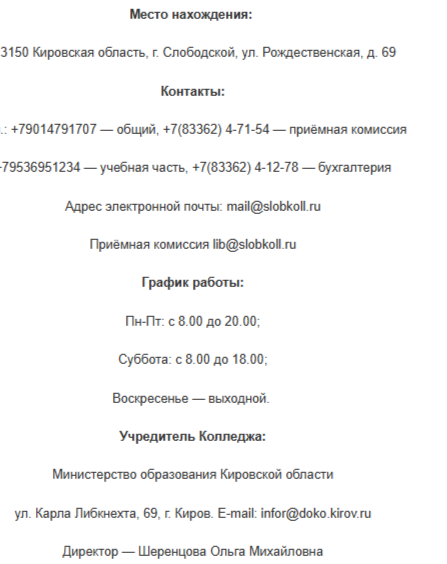 Место нахождения:
3150 Кировская область, г. Слободской, ул. Рождественская, д. 69
Контакты:
.: +79014791707 — общий, +7(83362) 4-71-54 — приёмная комиссия
+79536951234 — учебная часть, +7(83362) 4-12-78 — бухгалтерия
Адрес электронной почты: mail@slobkoll.ru
Приёмная комиссия lib@slobkoll.ru
График работы:
Пн-Пт: с 8.00 до 20.00;
Суббота: с 8.00 до 18.00;
Воскресенье — выходной.
Учредитель Колледжа:
Министерство образования Кировской области
ул. Карла Либкнехта, 69, г. Киров. E-mail: infor@doko.kirov.ru
Директор — Шеренцова Ольга Михайловна